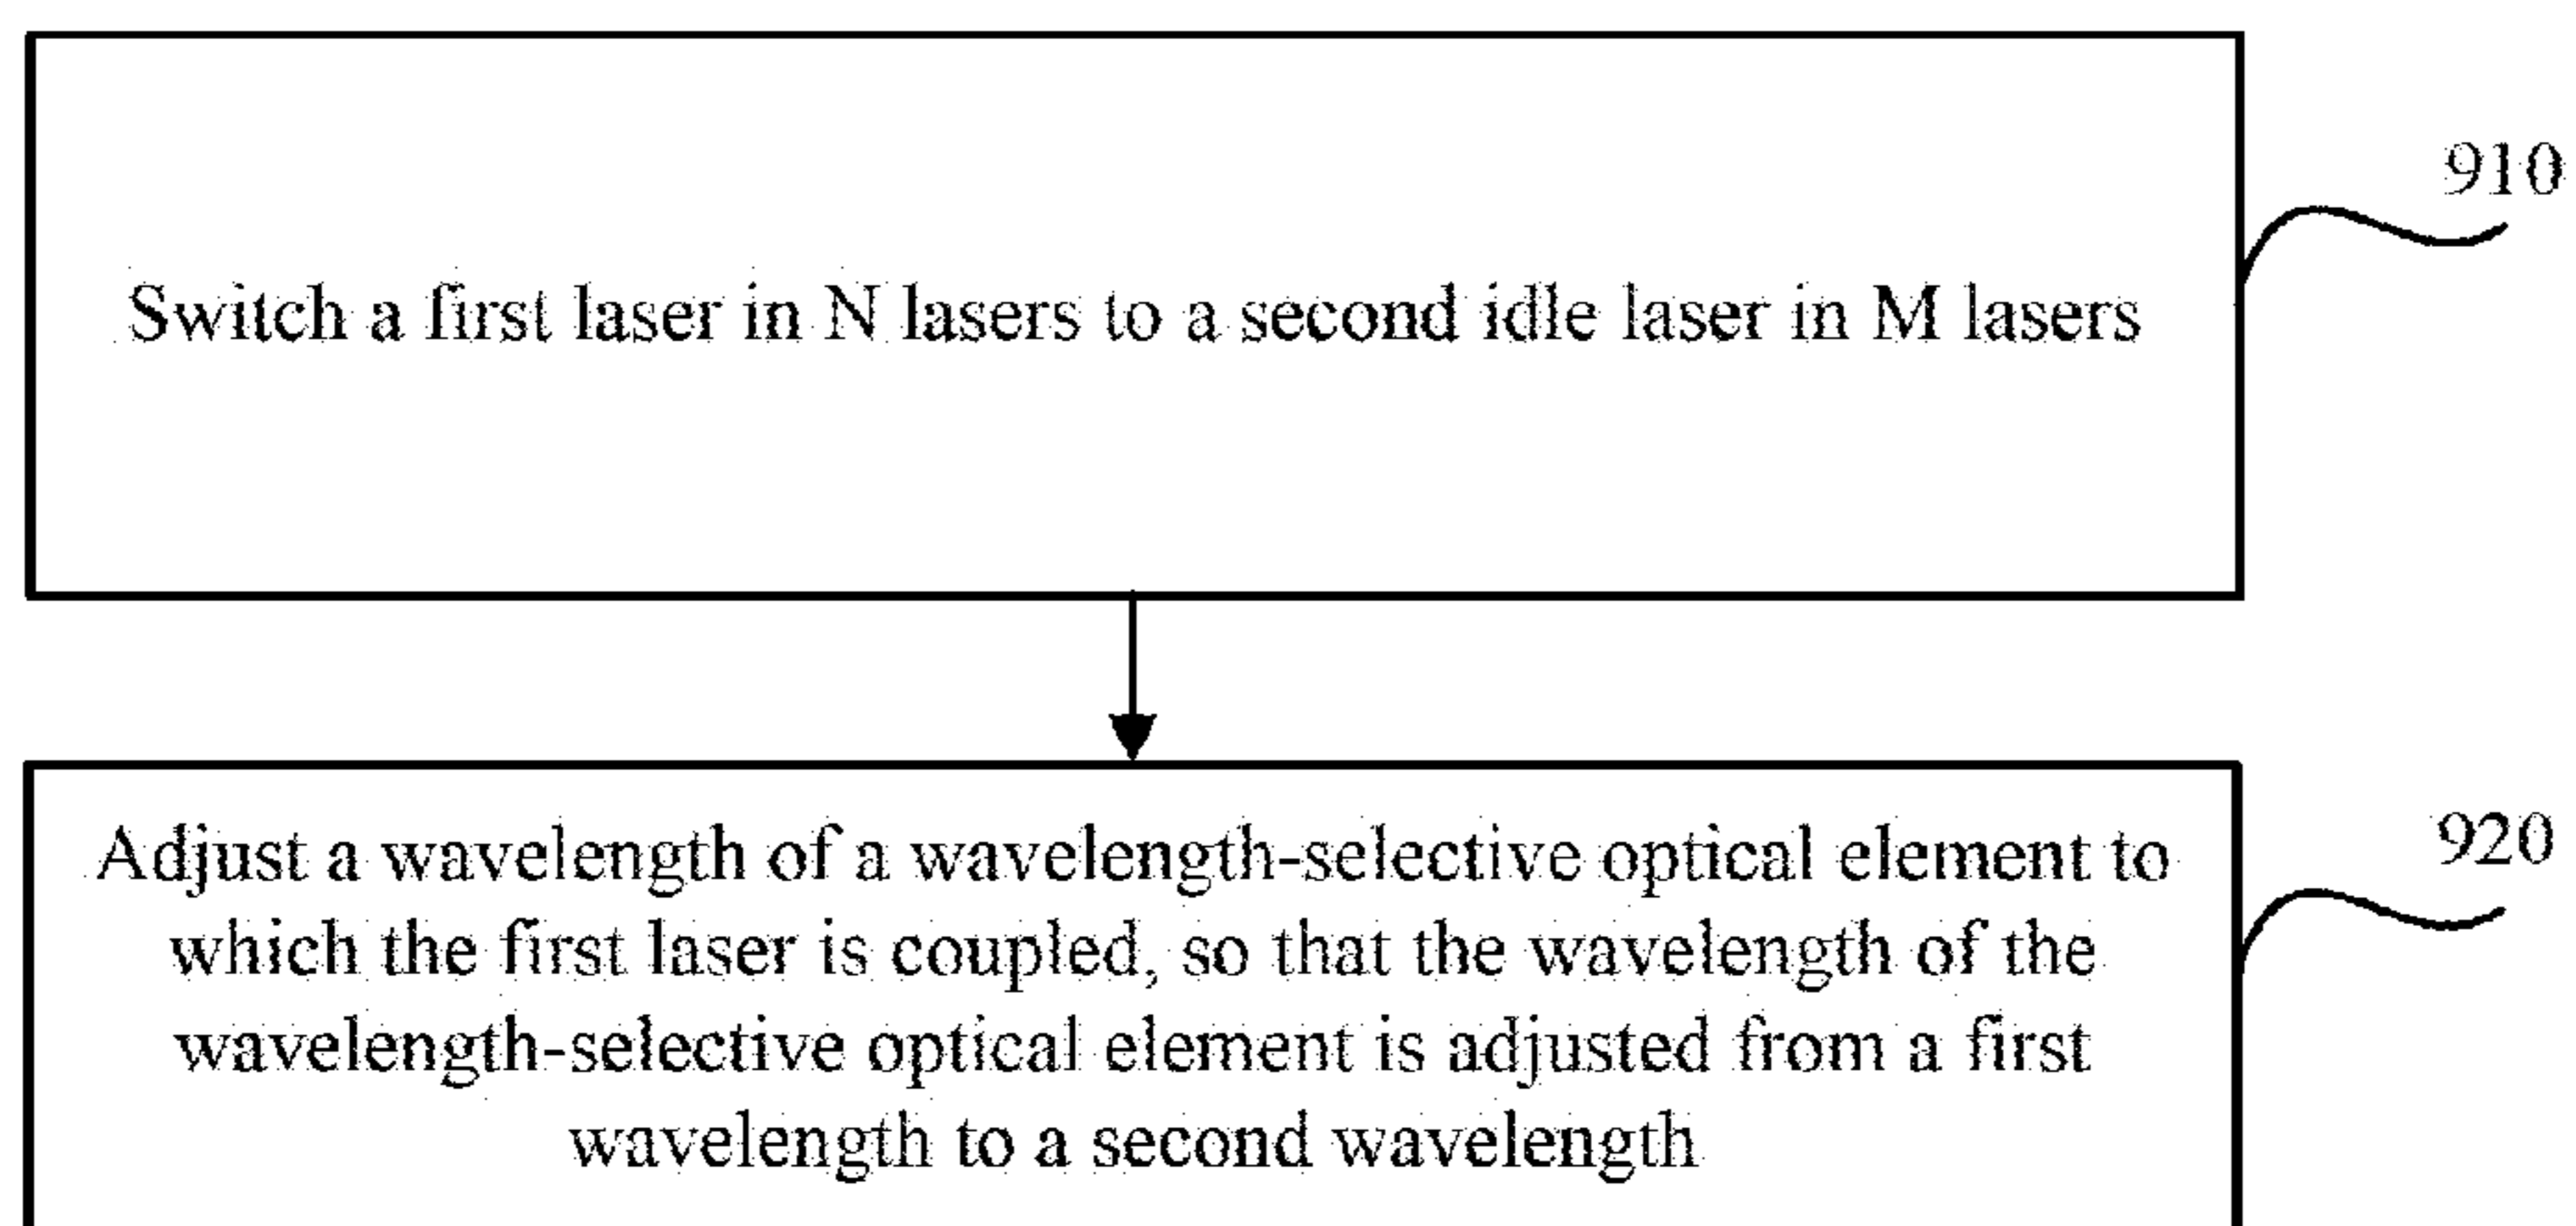 910
Switch a first laser in N lasers to a second idle laser in M lasers
920
Adjust a wavelength of a wavelength-selective optical element to
which the first laser is coupled, so that the wavelength of the
wavelength-selective optical element is adjusted from a first
wavelength to a second wavelength